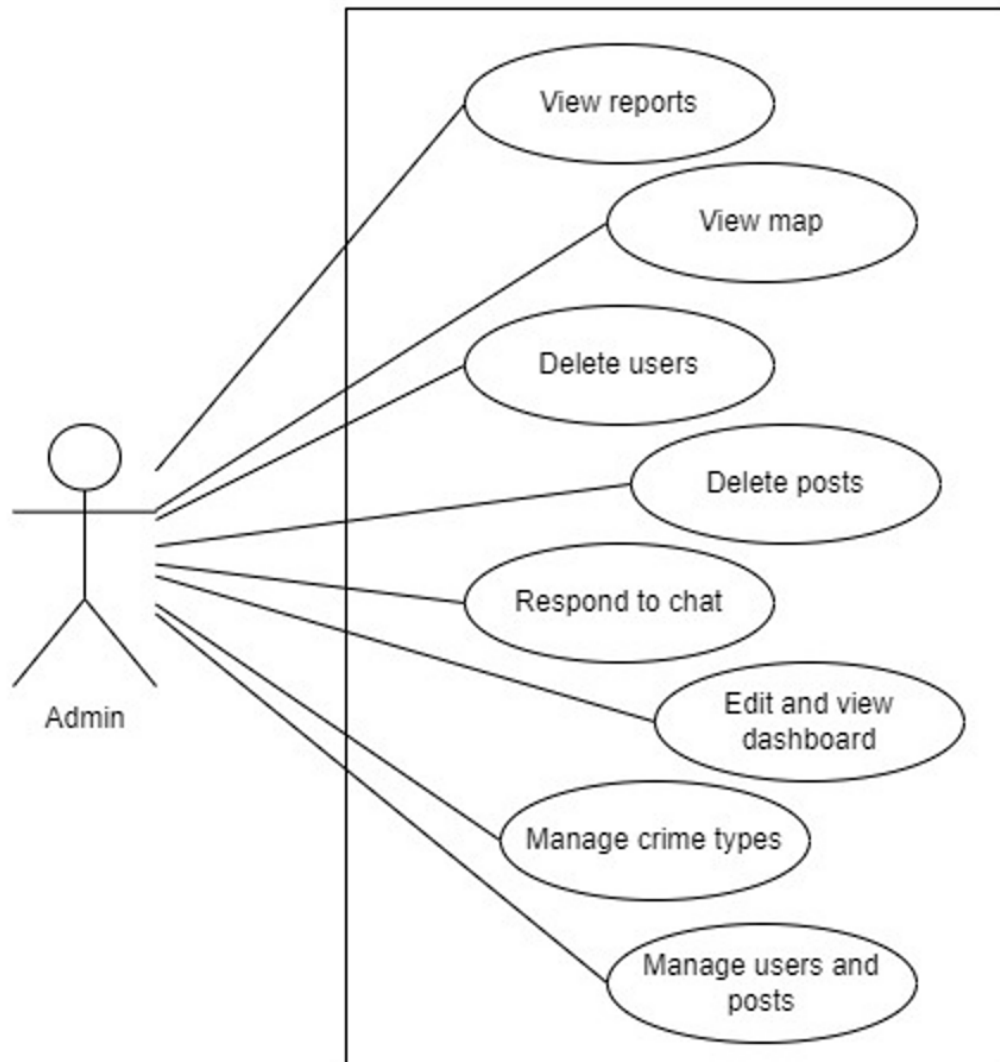 View reports
View map
Delete users
Delete posts
Respond to chat
Edit and view
dashboard
Admin
Manage crime types
Manage users and
posts